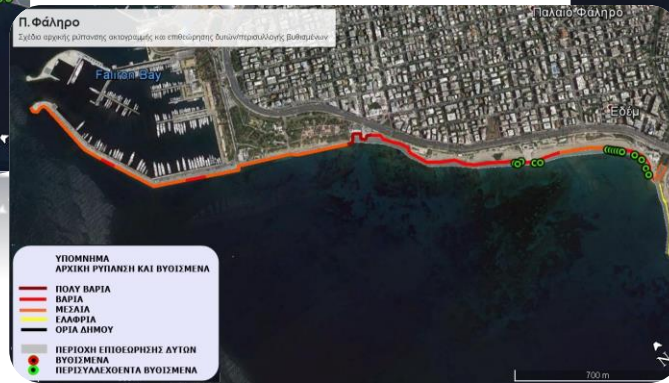 Π. Φάληρο
Παλαιό Φάληρο
Σχέδιο αρχικής ρύπανσης ακτογραμμής και επιθεώρησης δυτών/περισυλλογής βυθισμένων
Faliron Bay
Εδέμ
ΥΠΟΜΝΗΜΑ
ΑΡΧΙΚΗ ΡΥΠΑΝΣΗ ΚΑΙ ΒΥΘΙΣΜΕΝΑ
ΠΟΛΥ ΒΑΡΙΑ
ΒΑΡΙΑ
ΜΕΣΑΙΑ
ΕΛΑΦΡΙΑ
ΟΡΙΑ ΔΗΜΟΥ
ΠΕΡΙΟΧΗ ΕΠΙΘΕΩΡΗΣΗΣ ΔΥΤΩΝ
ΒΥΘΙΣΜΕΝΑ
ΠΕΡΙΣΥΛΛΕΧΘΕΝΤΑ ΒΥΘΙΣΜΕΝΑ
N
700 m